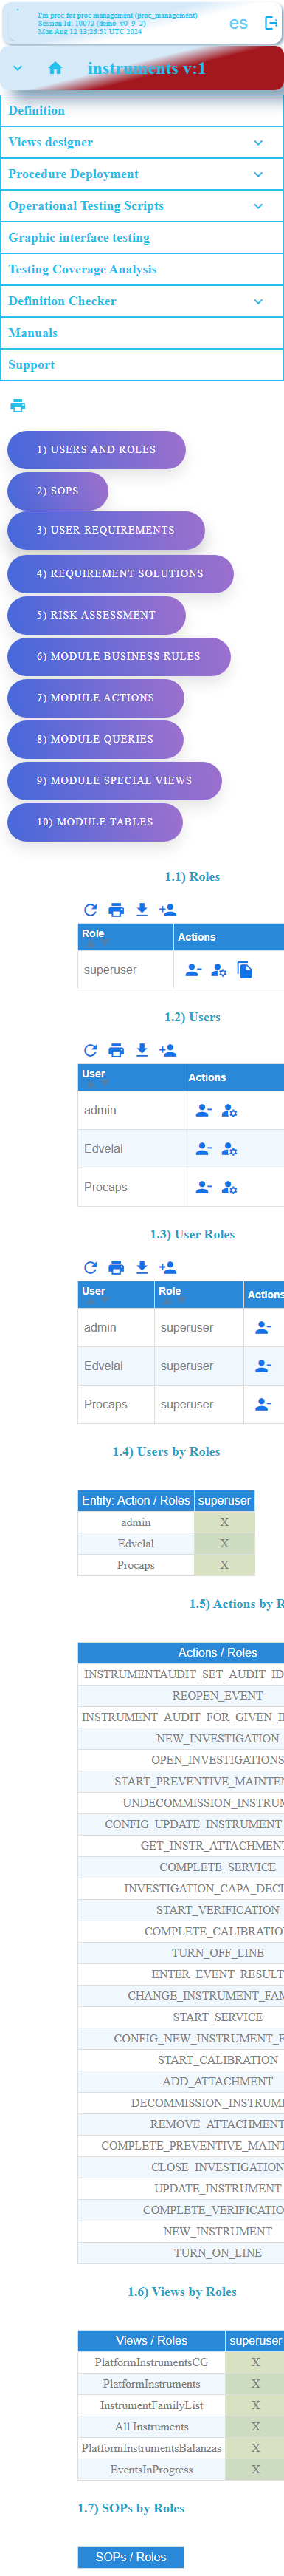 I'm proc for proc management (proc_management)
Session Id: 10072 (demo_v0_9_2)
Mon Aug 12 13:26:51 UTC 2024
es
instruments v:1
Definition
Views designer
Procedure Deployment
Operational Testing Scripts
Graphic interface testing
Testing Coverage Analysis
Definition Checker
Manuals
Support
1) USERS AND ROLES
2) SOPS
3) USER REQUIREMENTS
4) REQUIREMENT SOLUTIONS
5) RISK ASSESSMENT
6) MODULE BUSINESS RULES
7) MODULE ACTIONS
8) MODULE QUERIES
9) MODULE SPECIAL VIEWS
10) MODULE TABLES
1.1) Roles
Role Actions
superuser
1.2) Users
User Actions
admin
Edvelal
Procaps
1.3) User Roles
User Role Actions
admin superuser
Edvelal superuser
Procaps superuser
1.4) Users by Roles
Entity: Action / Roles superuser
admin X
Edvelal X
Procaps X
1.5) Actions by R
Actions / Roles
INSTRUMENTAUDIT_SET_AUDIT_ID
REOPEN_EVENT
INSTRUMENT_AUDIT_FOR_GIVEN_I
NEW_INVESTIGATION
OPEN_INVESTIGATIONS
START_PREVENTIVE_MAINTEN
UNDECOMMISSION_INSTRUM
CONFIG_UPDATE_INSTRUMENT_
GET_INSTR_ATTACHMENT
COMPLETE_SERVICE
INVESTIGATION_CAPA_DECI
START_VERIFICATION
COMPLETE_CALIBRATIO
TURN_OFF_LINE
ENTER_EVENT_RESULT
CHANGE_INSTRUMENT_FAM
START_SERVICE
CONFIG_NEW_INSTRUMENT_F
START_CALIBRATION
ADD_ATTACHMENT
DECOMMISSION_INSTRUM
REMOVE_ATTACHMENT
COMPLETE_PREVENTIVE_MAINT
CLOSE_INVESTIGATION
UPDATE_INSTRUMENT
COMPLETE_VERIFICATIO
NEW_INSTRUMENT
TURN_ON_LINE
1.6) Views by Roles
Views / Roles superuser
PlatformInstrumentsCG X
PlatformInstruments X
InstrumentFamilyList X
All Instruments X
PlatformInstrumentsBalanzas X
EventsInProgress X
1.7) SOPs by Roles
SOPs / Roles